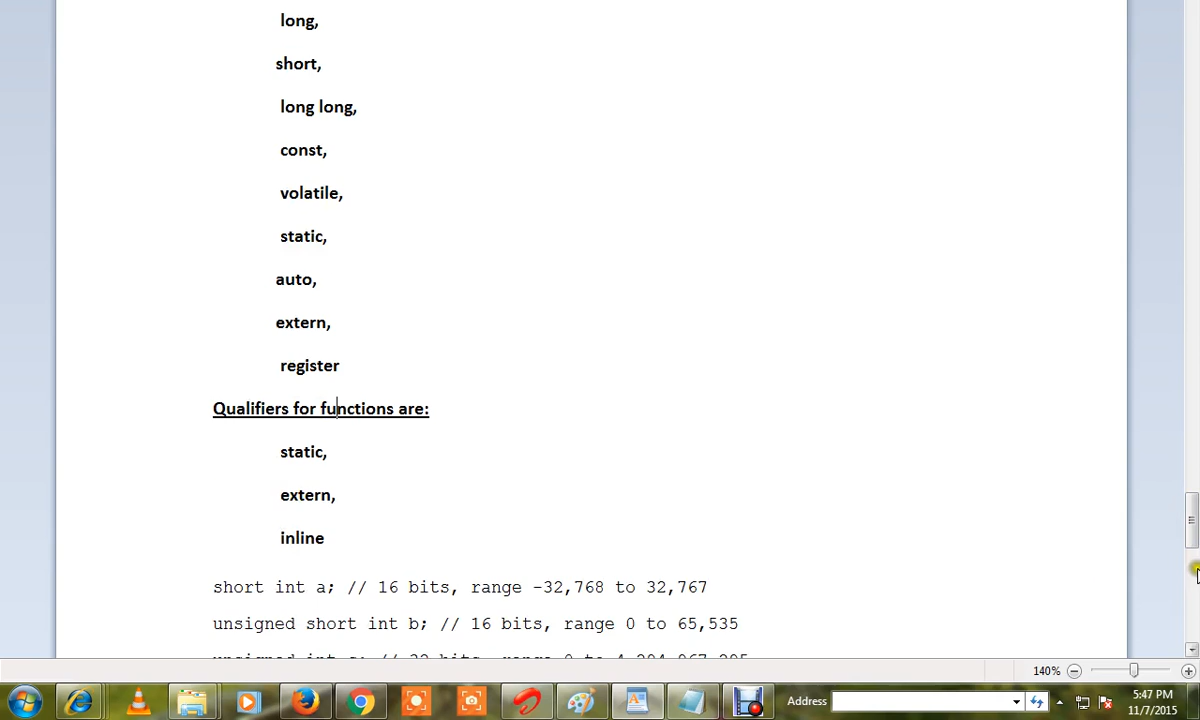 long,
short,
long long,
const,
volatile,
static,
auto,
extern,
register
Qualifiers for functions are:
static,
extern,
inline
short int a; // 16 bits, range -32,768 to 32,767
unsigned short int b; // 16 bits, range 0 to 65,535
140%
Address
5:47 PM
11/7/2015